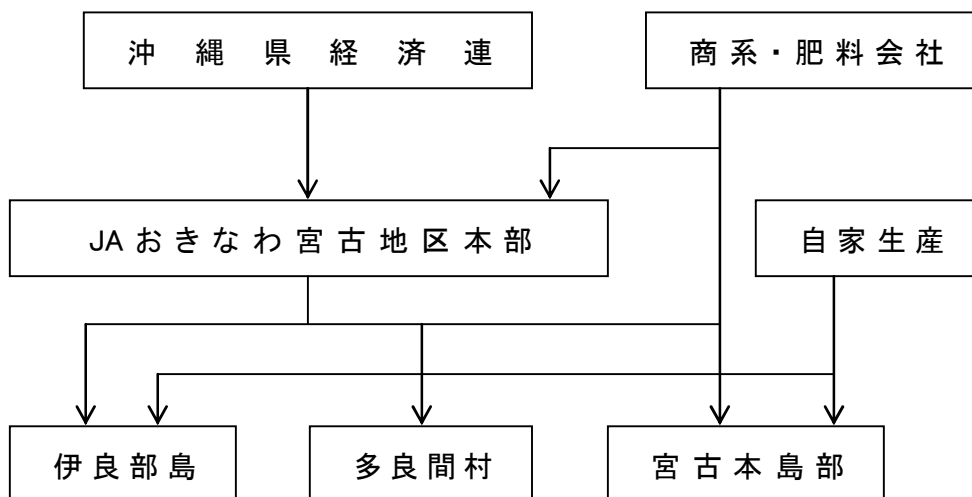 沖縄県経済連
商系・肥料会社
JAおきなわ宮古地区本部
自家生産
伊良部島
多良間村
宮古本島部